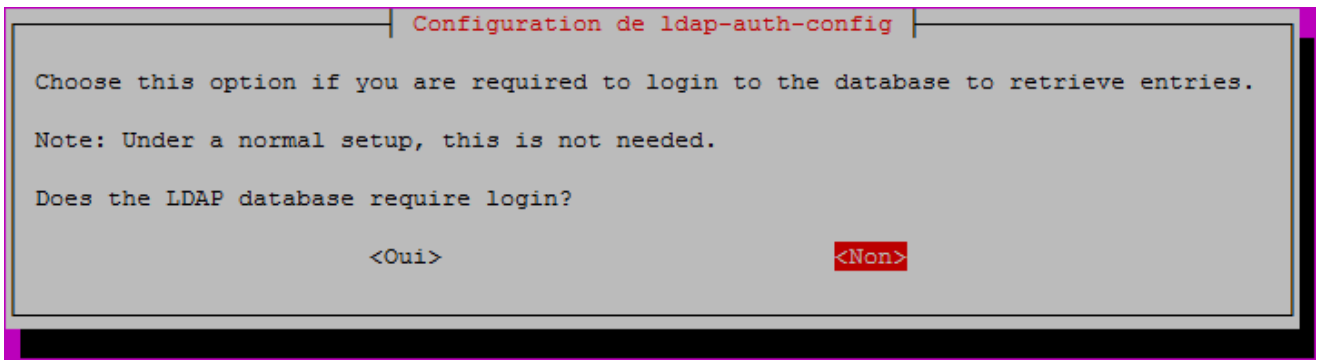 Configuration de ldap-auth-config
Choose this option if you are required to login to the database to retrieve entries.
Note: Under a normal setup, this is not needed.
Does the LDAP database require login?
<Oui> <Non>